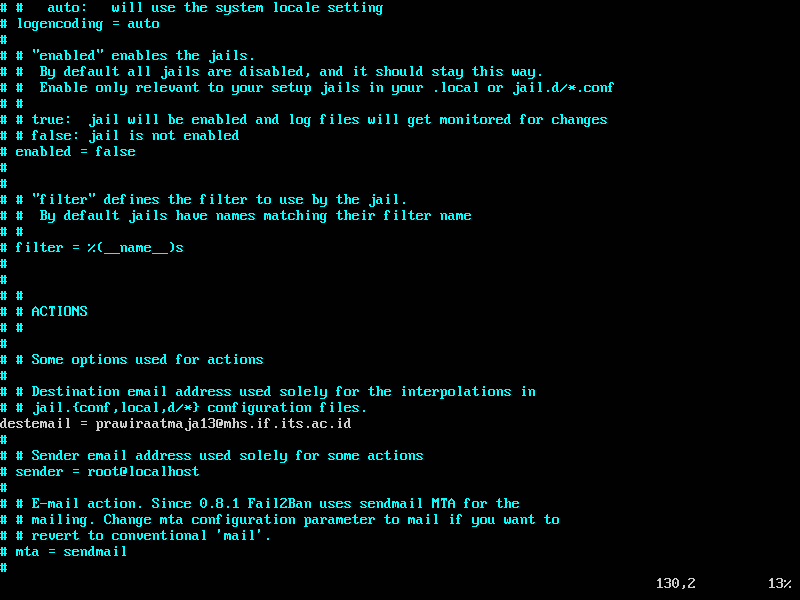 # #   auto:   will use the system locale setting
# logencoding = auto
#
# # "enabled" enables the jails.
# #  By default all jails are disabled, and it should stay this way.
# #  Enable only relevant to your setup jails in your .local or jail.d/*.conf
# #
# # true:  jail will be enabled and log files will get monitored for changes
# # false: jail is not enabled
# enabled = false
#
#
# # "filter" defines the filter to use by the jail.
# #  By default jails have names matching their filter name
# #
# filter = %(__name__)s
#
#
# #
# # ACTIONS
# #
#
# # Some options used for actions
#
# # Destination email address used solely for the interpolations in
# # jail.{conf,local,d/*} configuration files.
destemail = prawiraatmaja13@mhs.if.its.ac.id
#
# # Sender email address used solely for some actions
# sender = root@localhost
#
# # E-mail action. Since 0.8.1 Fail2Ban uses sendmail MTA for the
# # mailing. Change mta configuration parameter to mail if you want to
# # revert to conventional 'mail'.
# mta = sendmail
#
130,2 13%